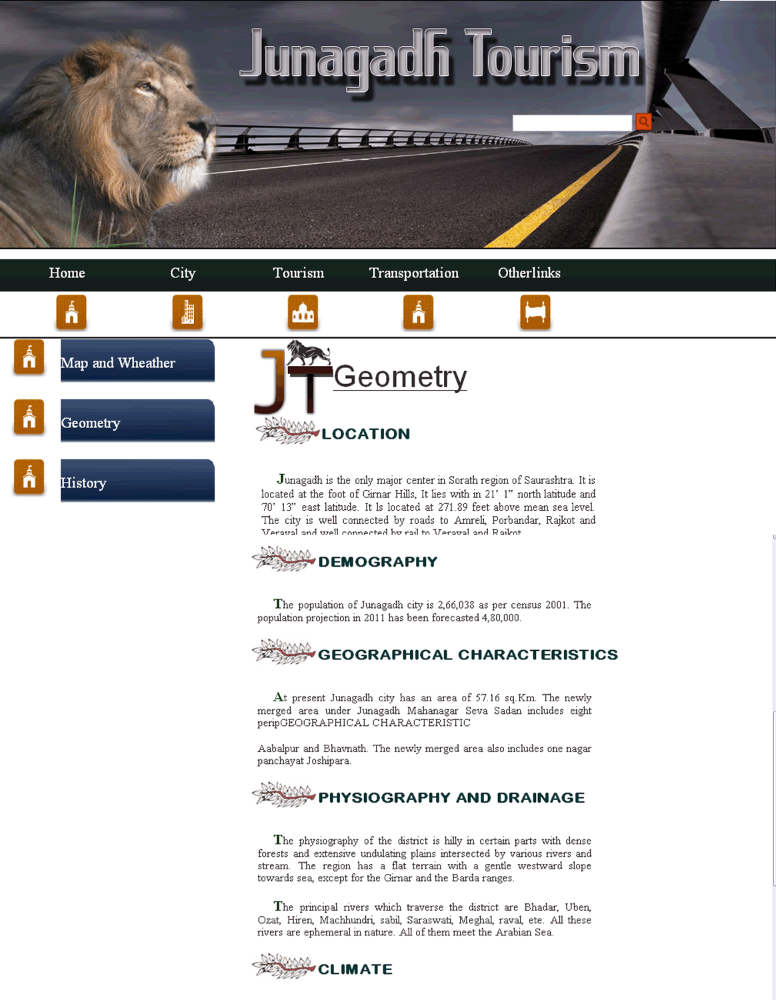 Junagadh Tourism
Home City Tourism Transportation Otherlinks
Map and Wheather
Geometry
History
JT Geometry
LOCATION
Junagadh is the only major center in Sorath region of Saurashtra. It is
located at the foot of Girnar Hills, It lies with in 21’ 1” north latitude and
70’ 13” east latitude. It ls located at 271.89 feet above mean sea level.
The city is well connected by roads to Amreli, Porbandar, Rajkot and
Veraval and well connected by rail to Veraval and Rajkot
DEMOGRAPHY
The population of Junagadh city is 2,66,038 as per census 2001. The
population projection in 2011 has been forecasted 4,80,000.
GEOGRAPHICAL CHARACTERISTICS
At present Junagadh city has an area of 57.16 sq.Km. The newly
merged area under Junagadh Mahanagar Seva Sadan includes eight
peripGEOGRAPHICAL CHARACTERISTIC
Aabalpur and Bhavnath. The newly merged area also includes one nagar
panchayat Joshipara.
PHYSIOGRAPHY AND DRAINAGE
The physiography of the district is hilly in certain parts with dense
forests and extensive undulating plains intersected by various rivers and
stream. The region has a flat terrain with a gentle westward slope
towards sea, except for the Girnar and the Barda ranges.
The principal rivers which traverse the district are Bhadar, Uben,
Ozat, Hiren, Machhundri, sabil, Saraswati, Meghal, raval, ete. All these
rivers are ephemeral in nature. All of them meet the Arabian Sea.
CLIMATE